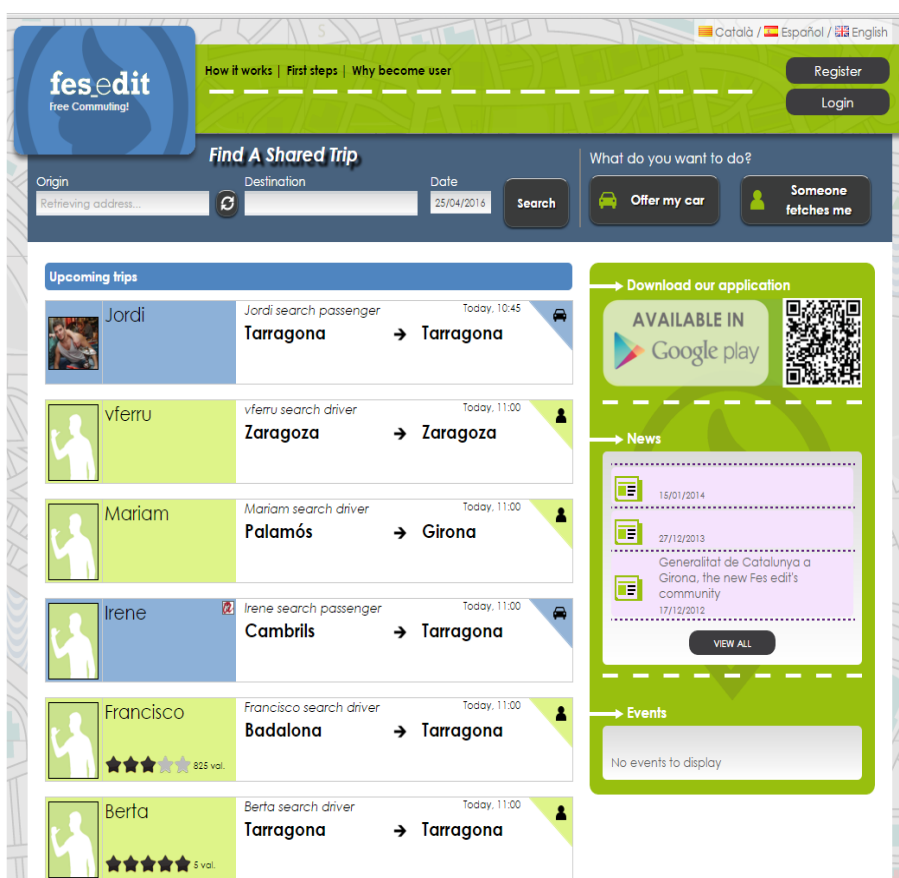 Català / Español / English
fes_edit
Free Commuting!
How it works | First steps | Why become user
Register
Login
Find A Shared Trip
Origin
Destination
Date
Retrieving address...
25/04/2016
Search
What do you want to do?
Offer my car
Someone
fetches me
Upcoming trips
Jordi
Jordi search passenger
Today, 10:45
Tarragona → Tarragona
vferru
vferru search driver
Today, 11:00
Zaragoza → Zaragoza
Mariam
Mariam search driver
Today, 11:00
Palamós → Girona
Irene
Irene search passenger
Today, 11:00
Cambrils → Tarragona
Francisco
825 val.
Francisco search driver
Today, 11:00
Badalona → Tarragona
Berta
5 val.
Berta search driver
Today, 11:00
Tarragona → Tarragona
Download our application
AVAILABLE IN
Google play
News
15/01/2014
27/12/2013
Generalitat de Catalunya a
Girona, the new Fes edit's
community
17/12/2012
VIEW ALL
Events
No events to display